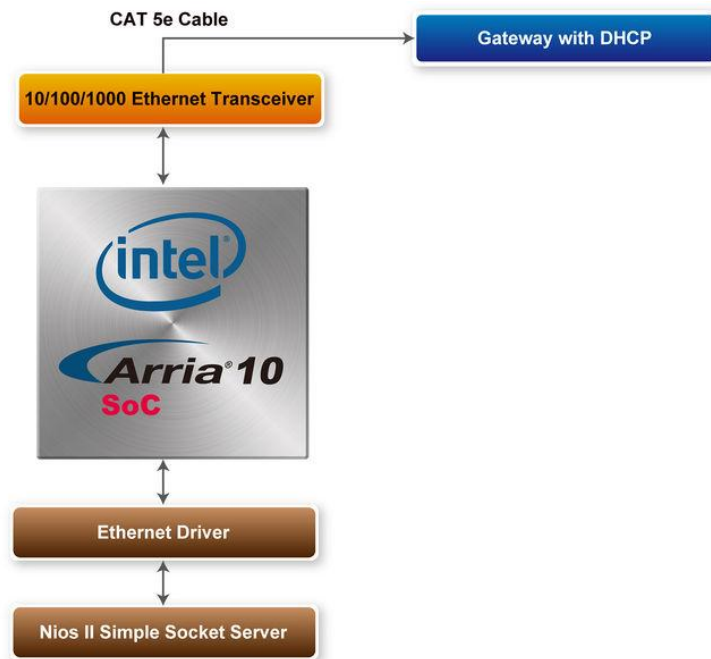 CAT 5e Cable
Gateway with DHCP
10/100/1000 Ethernet Transceiver
intel®
Arria® 10
SoC
Ethernet Driver
Nios II Simple Socket Server